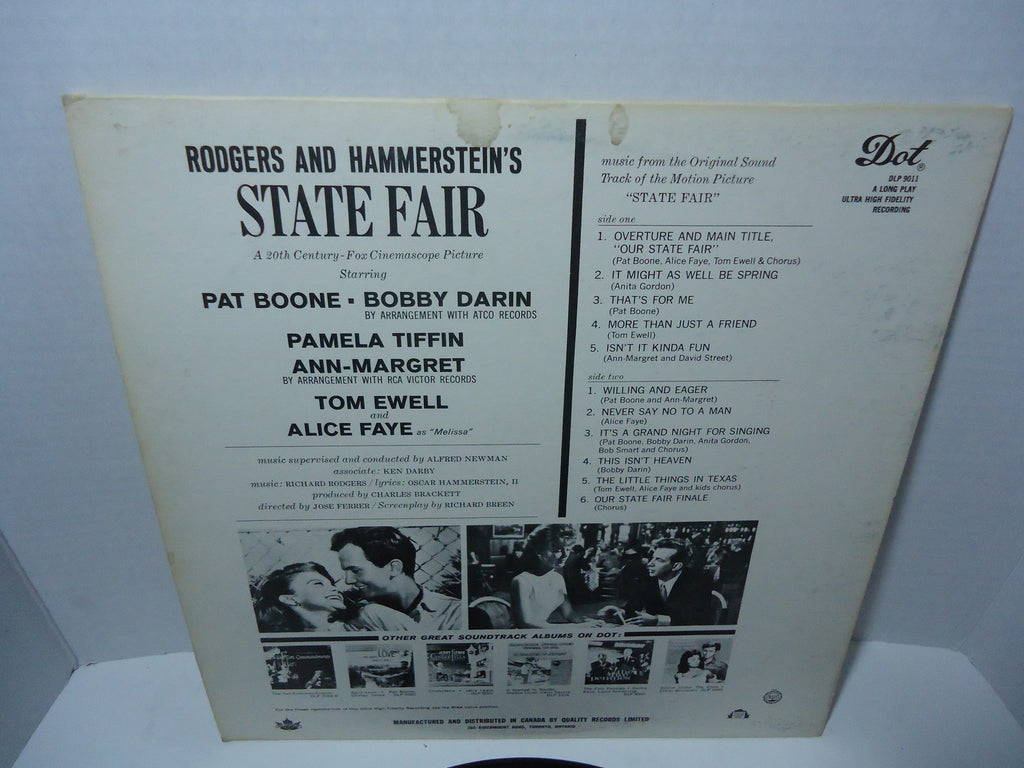 RODGERS AND HAMMERSTEIN'S
STATE FAIR
A 20th Century-Fox Cinemascope Picture
Starring
PAT BOONE ▪ BOBBY DARIN
BY ARRANGEMENT WITH ATCO RECORDS
PAMELA TIFFIN
ANN-MARGRET
BY ARRANGEMENT WITH RCA VICTOR RECORDS
TOM EWELL
and
ALICE FAYE as "Melissa"
music supervised and conducted by ALFRED NEWMAN
associate: KEN DARBY
music: RICHARD RODGERS / lyrics: OSCAR HAMMERSTEIN, II
produced by CHARLES BRACKETT
directed by JOSE FERRER / Screenplay by RICHARD BREEN
music from the Original Sound
Track of the Motion Picture
"STATE FAIR"
side one
1. OVERTURE AND MAIN TITLE,
"OUR STATE FAIR"
(Pat Boone, Alice Faye, Tom Ewell & Chorus)
2. IT MIGHT AS WELL BE SPRING
(Anita Gordon)
3. THAT'S FOR ME
(Pat Boone)
4. MORE THAN JUST A FRIEND
(Tom Ewell)
5. ISN'T IT KINDA FUN
(Ann-Margret and David Street)
side two
1. WILLING AND EAGER
(Pat Boone and Ann-Margret)
2. NEVER SAY NO TO A MAN
(Alice Faye)
3. IT'S A GRAND NIGHT FOR SINGING
(Pat Boone, Bobby Darin, Anita Gordon,
Bob Smart and Chorus)
4. THIS ISN'T HEAVEN
(Bobby Darin)
5. THE LITTLE THINGS IN TEXAS
(Tom Ewell, Alice Faye and kids chorus)
6. OUR STATE FAIR FINALE
(Chorus)
Dot®
DLP 9011
A LONG PLAY
ULTRA HIGH FIDELITY
RECORDING
OTHER GREAT SOUNDTRACK ALBUMS ON DOT:
MANUFACTURED AND DISTRIBUTED IN CANADA BY QUALITY RECORDS LIMITED
380 BIRCHMOUNT ROAD, TORONTO, ONTARIO